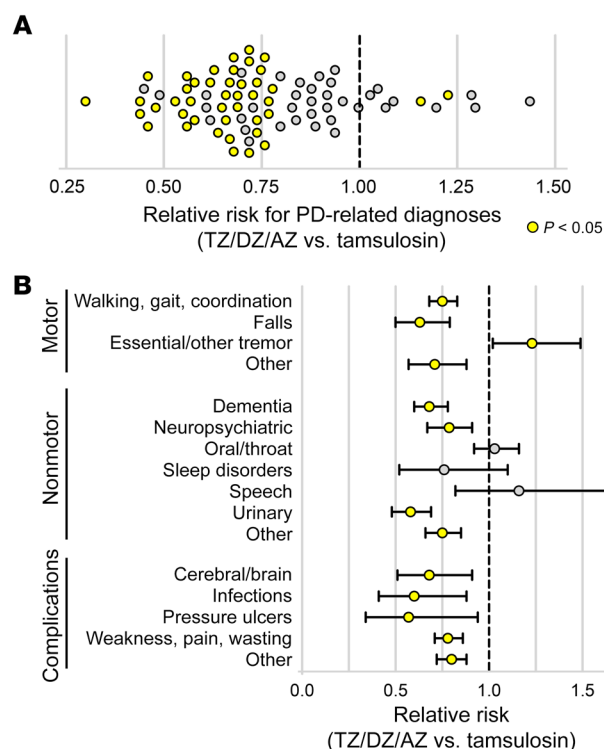 A
0.25 0.50 0.75 1.00 1.25 1.50
Relative risk for PD-related diagnoses
(TZ/DZ/AZ vs. tamsulosin)
P < 0.05
B
Motor
Walking, gait, coordination
Falls
Essential/other tremor
Other
Nonmotor
Dementia
Neuropsychiatric
Oral/throat
Sleep disorders
Speech
Urinary
Other
Complications
Cerebral/brain
Infections
Pressure ulcers
Weakness, pain, wasting
Other
0.0 0.5 1.0 1.5
Relative risk
(TZ/DZ/AZ vs. tamsulosin)